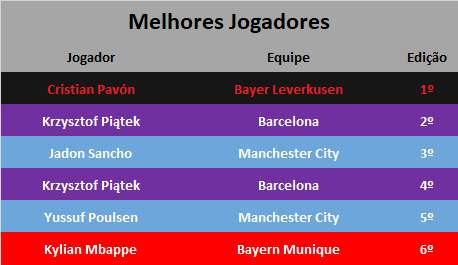 Melhores Jogadores
Jogador Equipe Edição
Cristian Pavón Bayer Leverkusen 1º
Krzysztof Piątek Barcelona 2º
Jadon Sancho Manchester City 3º
Krzysztof Piątek Barcelona 4º
Yussuf Poulsen Manchester City 5º
Kylian Mbappe Bayern Munique 6º